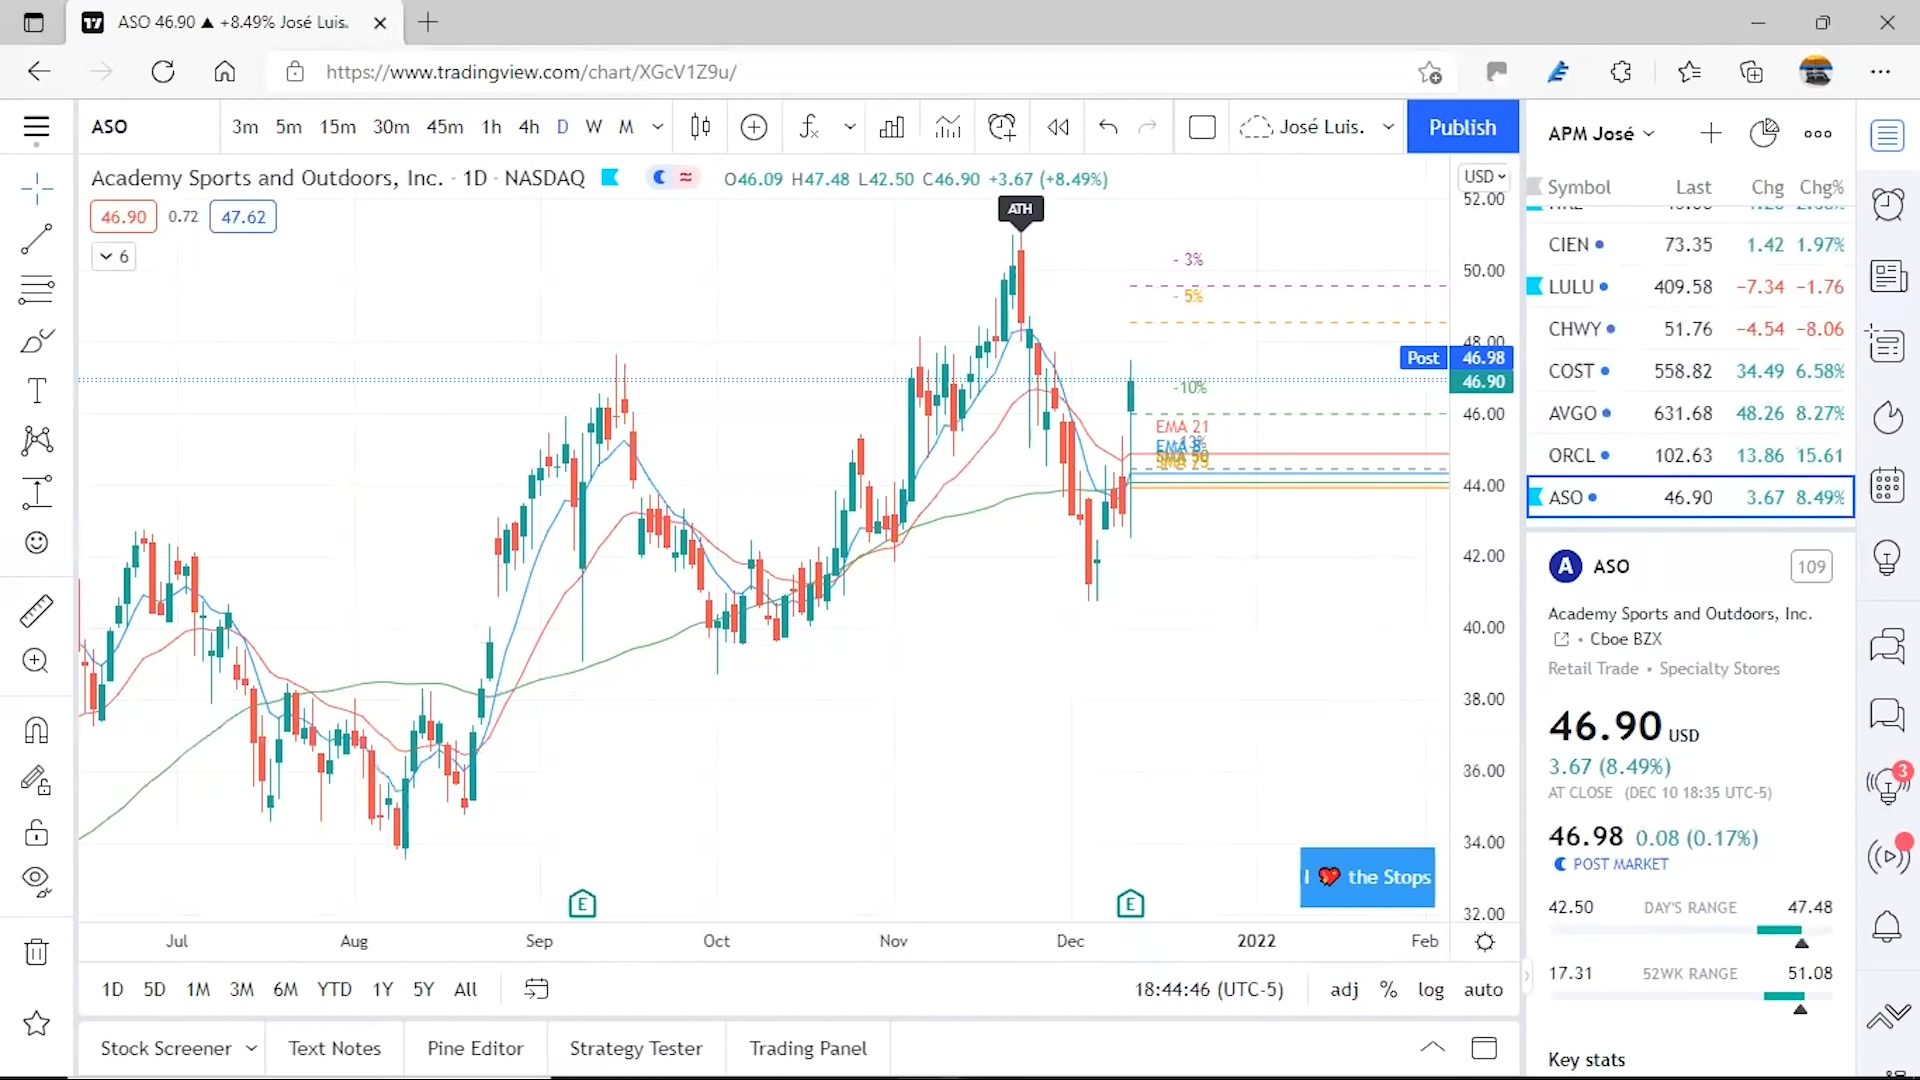 ASO 46.90 ▲ +8.49% José Luis.
https://www.tradingview.com/chart/XGcV1Z9u/
ASO 3m 5m 15m 30m 45m 1h 4h D W M José Luis. Publish
APM José
Academy Sports and Outdoors, Inc. · 1D · NASDAQ O46.09 H47.48 L42.50 C46.90 +3.67 (+8.49%)
USD
46.90 0.72 47.62
6
ATH
- 3%
- 5%
-10%
EMA 21
EMA 8
SMA 50
52.00
50.00
48.00
Post 46.98
46.90
46.00
44.00
42.00
40.00
38.00
36.00
34.00
32.00
I ❤ the Stops
E E
Jul Aug Sep Oct Nov Dec 2022 Feb
1D 5D 1M 3M 6M YTD 1Y 5Y All 18:44:46 (UTC-5) adj % log auto
Stock Screener Text Notes Pine Editor Strategy Tester Trading Panel
Symbol Last Chg Chg%
CIEN 73.35 1.42 1.97%
LULU 409.58 −7.34 −1.76
CHWY 51.76 −4.54 −8.06
COST 558.82 34.49 6.58%
AVGO 631.68 48.26 8.27%
ORCL 102.63 13.86 15.61
ASO 46.90 3.67 8.49%
A ASO 109
Academy Sports and Outdoors, Inc.
• Cboe BZX
Retail Trade • Specialty Stores
46.90 USD
3.67 (8.49%)
AT CLOSE (DEC 10 18:35 UTC-5)
46.98 0.08 (0.17%)
POST MARKET
42.50 DAY'S RANGE 47.48
17.31 52WK RANGE 51.08
Key stats
3